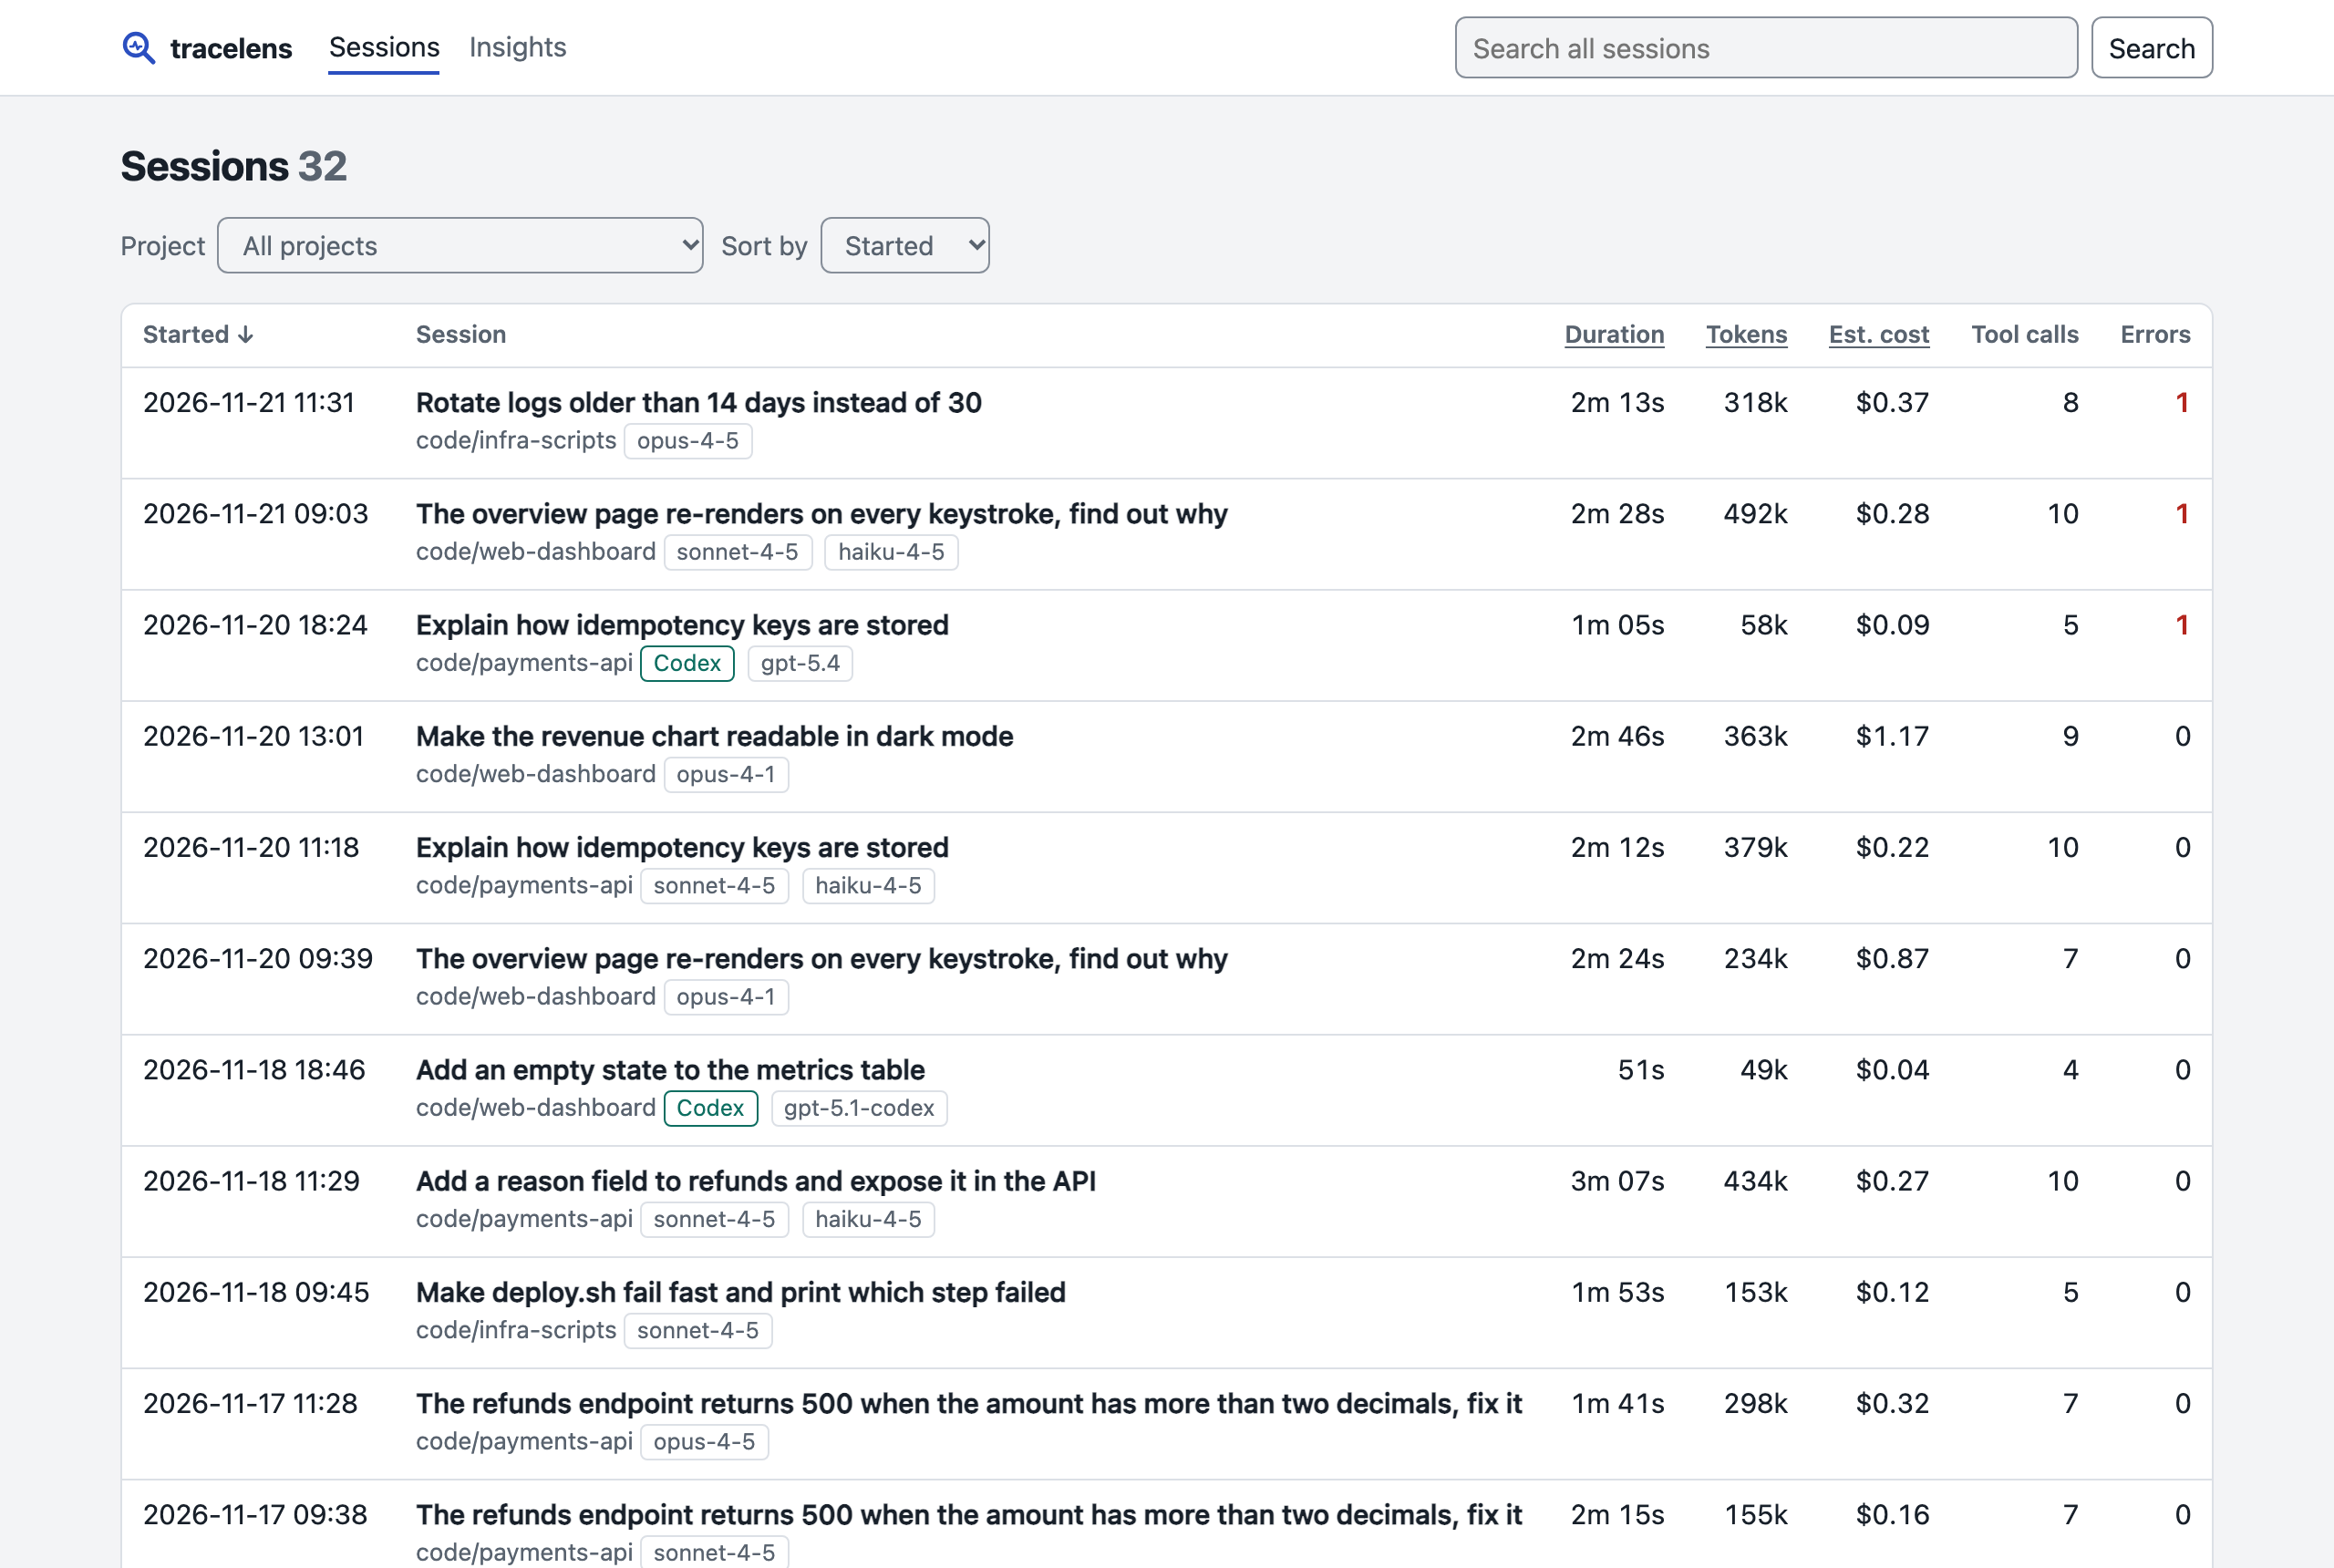 tracelens Sessions Insights Search all sessions Search
Sessions 32
Project All projects Sort by Started
Started ↓ Session Duration Tokens Est. cost Tool calls Errors
2026-11-21 11:31 Rotate logs older than 14 days instead of 30 2m 13s 318k $0.37 8 1
code/infra-scripts opus-4-5
2026-11-21 09:03 The overview page re-renders on every keystroke, find out why 2m 28s 492k $0.28 10 1
code/web-dashboard sonnet-4-5 haiku-4-5
2026-11-20 18:24 Explain how idempotency keys are stored 1m 05s 58k $0.09 5 1
code/payments-api Codex gpt-5.4
2026-11-20 13:01 Make the revenue chart readable in dark mode 2m 46s 363k $1.17 9 0
code/web-dashboard opus-4-1
2026-11-20 11:18 Explain how idempotency keys are stored 2m 12s 379k $0.22 10 0
code/payments-api sonnet-4-5 haiku-4-5
2026-11-20 09:39 The overview page re-renders on every keystroke, find out why 2m 24s 234k $0.87 7 0
code/web-dashboard opus-4-1
2026-11-18 18:46 Add an empty state to the metrics table 51s 49k $0.04 4 0
code/web-dashboard Codex gpt-5.1-codex
2026-11-18 11:29 Add a reason field to refunds and expose it in the API 3m 07s 434k $0.27 10 0
code/payments-api sonnet-4-5 haiku-4-5
2026-11-18 09:45 Make deploy.sh fail fast and print which step failed 1m 53s 153k $0.12 5 0
code/infra-scripts sonnet-4-5
2026-11-17 11:28 The refunds endpoint returns 500 when the amount has more than two decimals, fix it 1m 41s 298k $0.32 7 0
code/payments-api opus-4-5
2026-11-17 09:38 The refunds endpoint returns 500 when the amount has more than two decimals, fix it 2m 15s 155k $0.16 7 0
code/payments-api sonnet-4-5